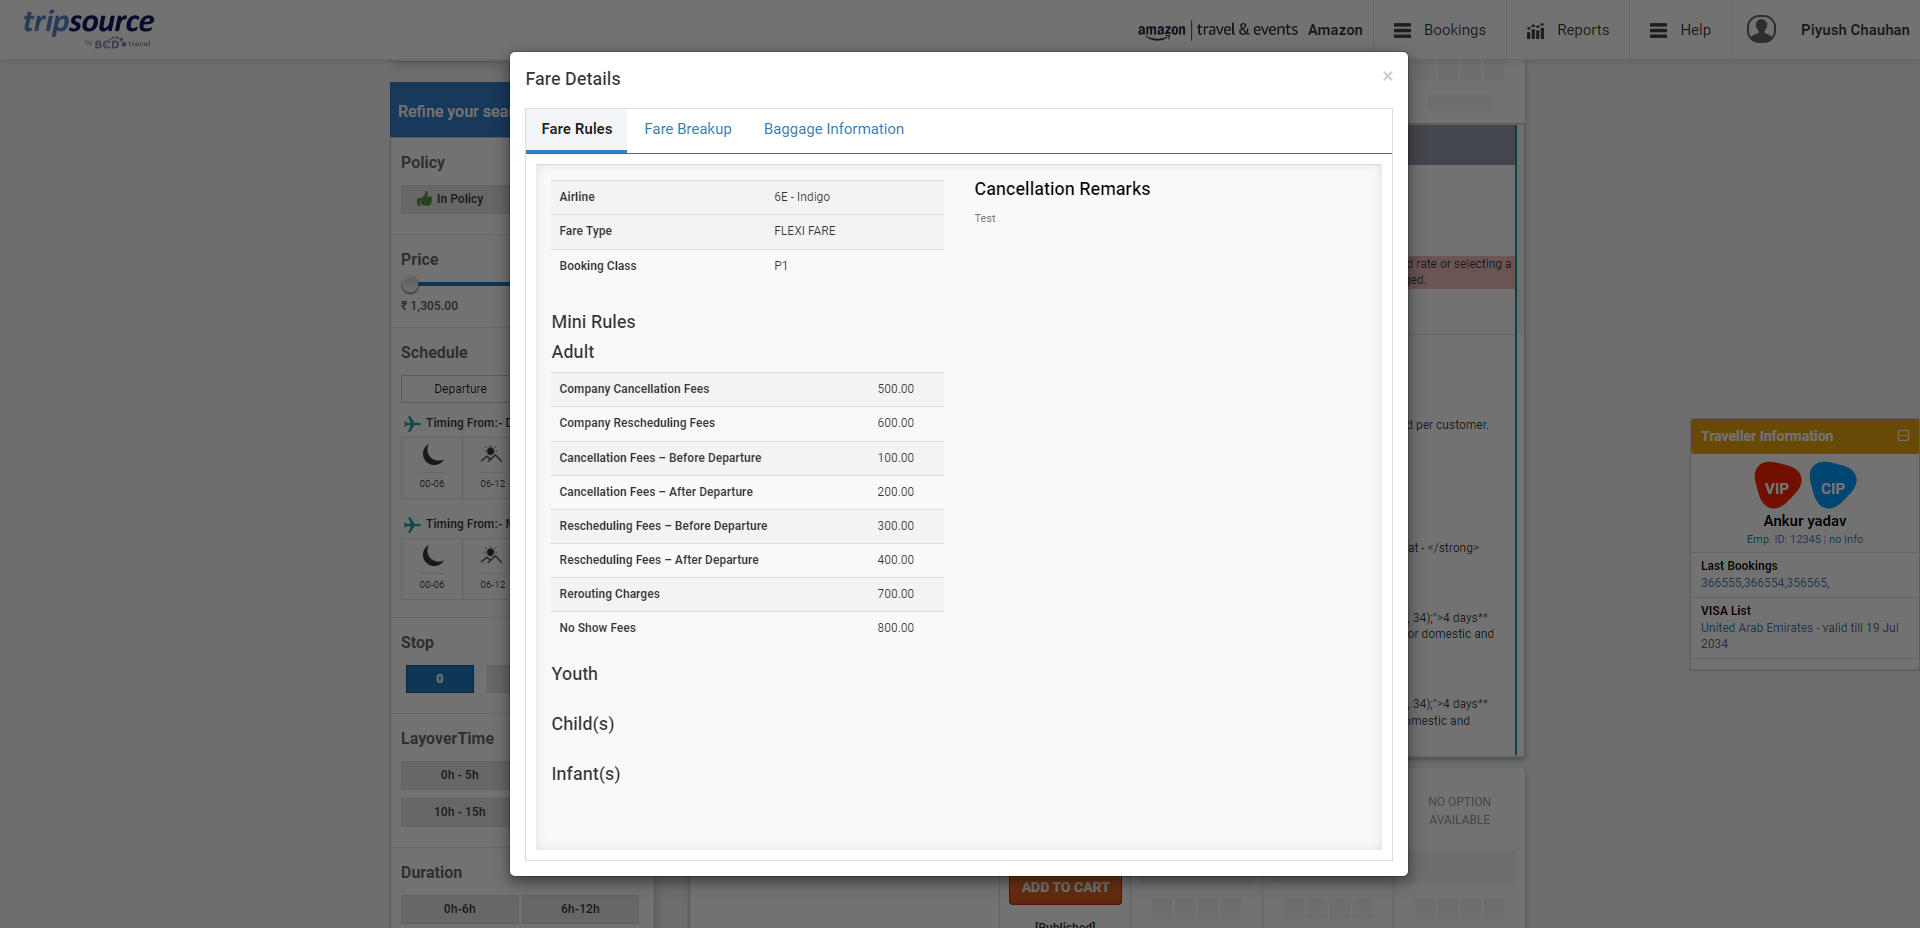 tripsource
by BCD travel
amazon | travel & events Amazon
Bookings
Reports
Help
Piyush Chauhan
Fare Details
×
Fare Rules
Fare Breakup
Baggage Information
Airline 6E - Indigo
Fare Type FLEXI FARE
Booking Class P1
Cancellation Remarks
Test
Mini Rules
Adult
Company Cancellation Fees 500.00
Company Rescheduling Fees 600.00
Cancellation Fees – Before Departure 100.00
Cancellation Fees – After Departure 200.00
Rescheduling Fees – Before Departure 300.00
Rescheduling Fees – After Departure 400.00
Rerouting Charges 700.00
No Show Fees 800.00
Youth
Child(s)
Infant(s)
Refine your sea
Policy
In Policy
Price
₹ 1,305.00
Schedule
Departure
Timing From:- D
00-06 06-12
Timing From:-
00-06 06-12
Stop
0
LayoverTime
0h - 5h
10h - 15h
Duration
0h-6h 6h-12h
d rate or selecting a
ged.
d per customer.
at - </strong>
, 34);">4 days**
or domestic and
, 34);">4 days**
omestic and
NO OPTION
AVAILABLE
ADD TO CART
[Published]
Traveller Information
VIP CIP
Ankur yadav
Emp. ID: 12345 | no Info
Last Bookings
366555,366554,356565,
VISA List
United Arab Emirates - valid till 19 Jul
2034